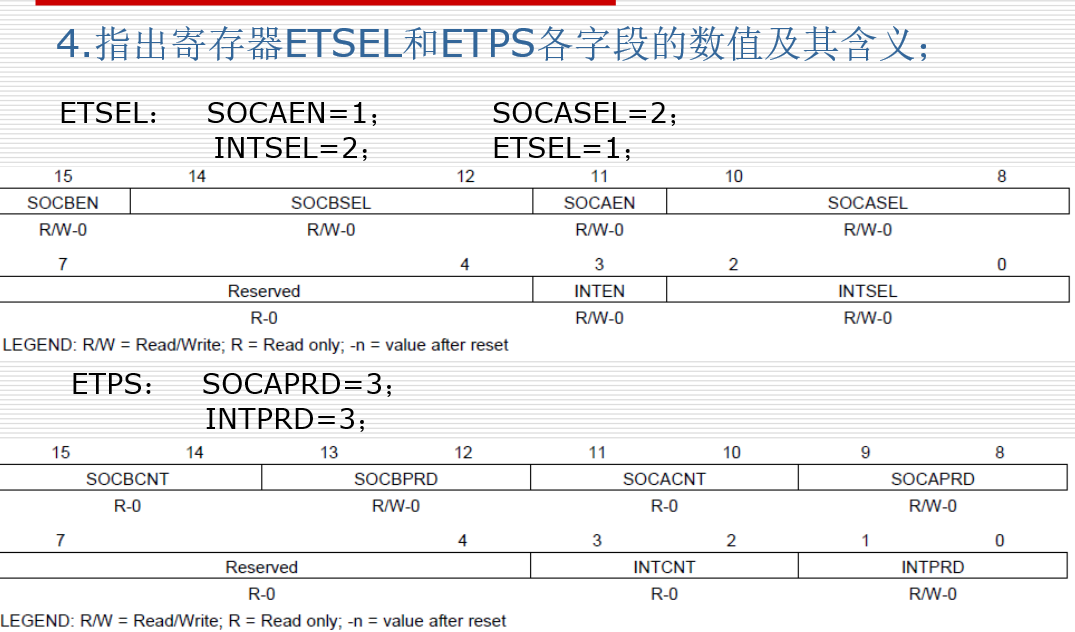 4.指出寄存器ETSEL和ETPS各字段的数值及其含义；
ETSEL： SOCAEN=1； SOCASEL=2；
INTSEL=2； ETSEL=1；
15 14 12 11 10 8
SOCBEN SOCBSEL SOCAEN SOCASEL
R/W-0 R/W-0 R/W-0 R/W-0
7 4 3 2 0
Reserved INTEN INTSEL
R-0 R/W-0 R/W-0
LEGEND: R/W = Read/Write; R = Read only; -n = value after reset
ETPS： SOCAPRD=3；
INTPRD=3；
15 14 13 12 11 10 9 8
SOCBCNT SOCBPRD SOCACNT SOCAPRD
R-0 R/W-0 R-0 R/W-0
7 4 3 2 1 0
Reserved INTCNT INTPRD
R-0 R-0 R/W-0
LEGEND: R/W = Read/Write; R = Read only; -n = value after reset